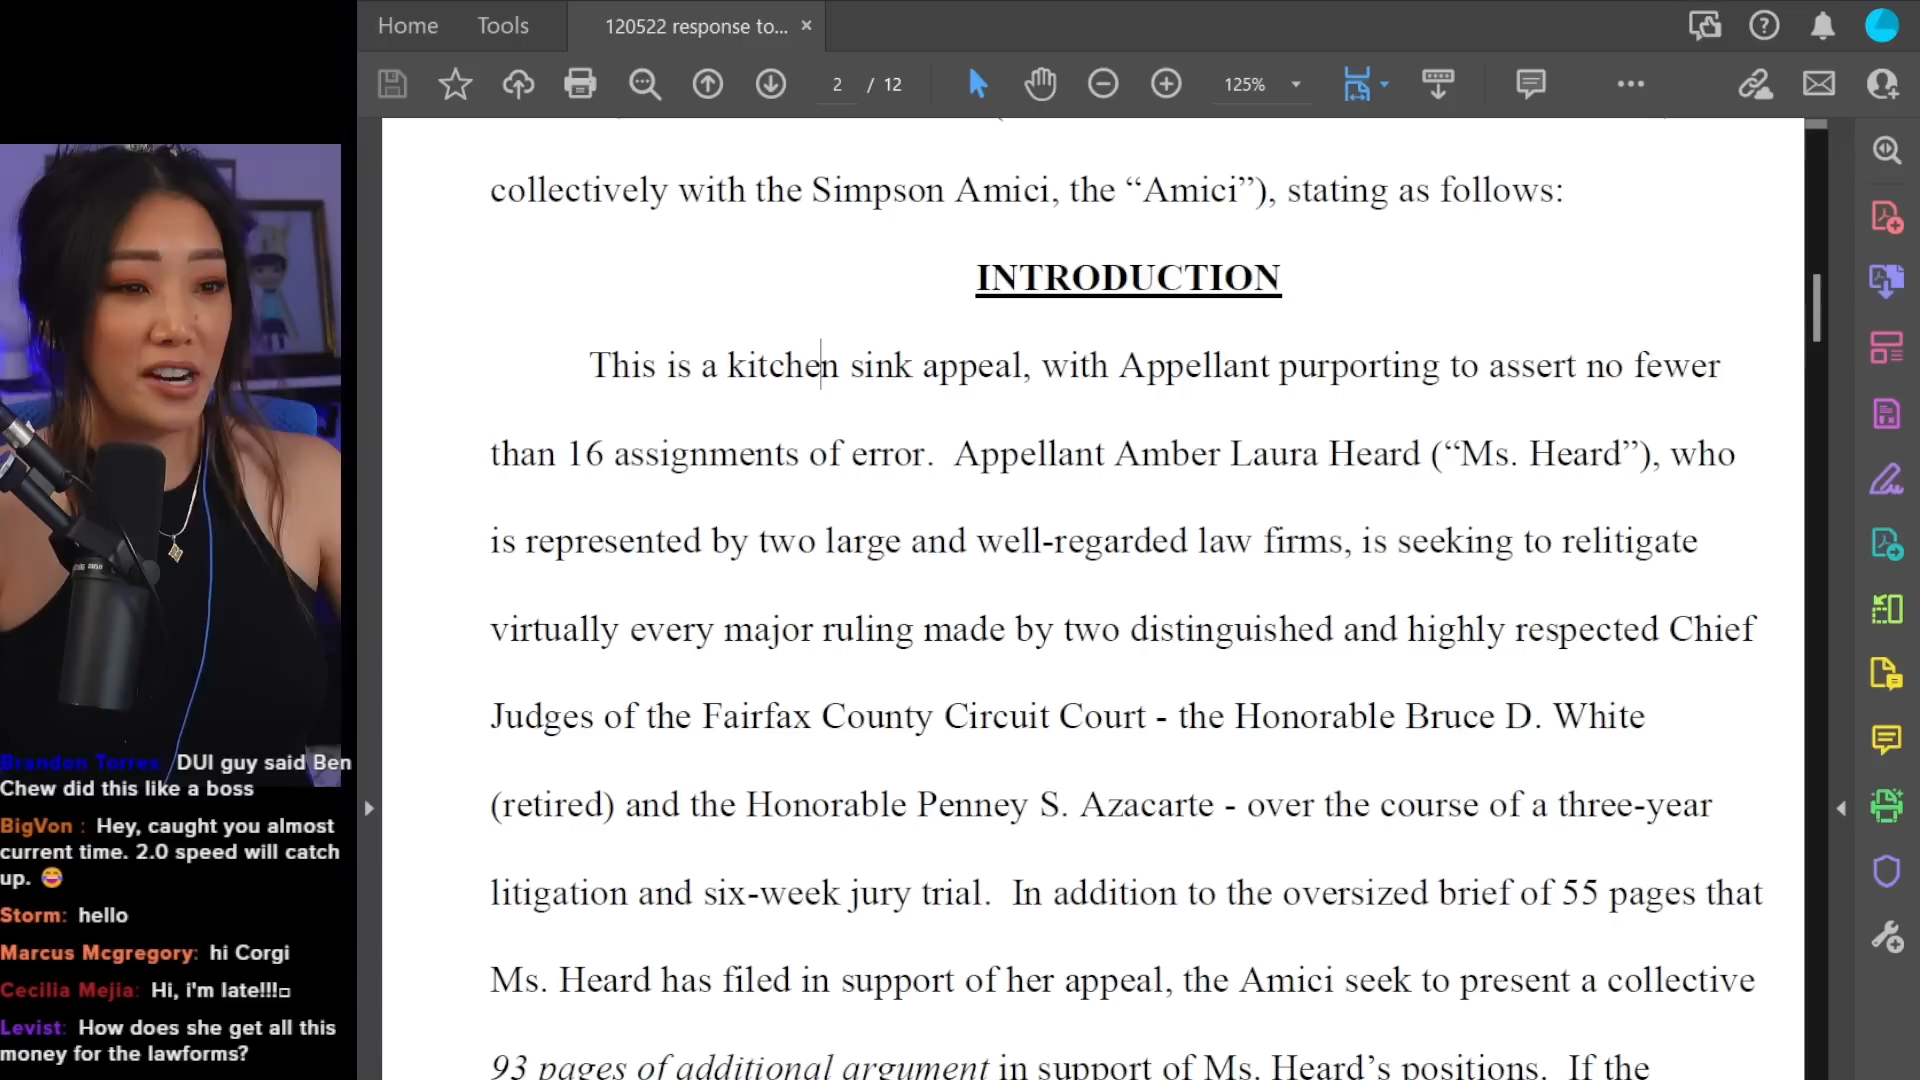 Home
Tools
120522 response to...
2 / 12
125%
collectively with the Simpson Amici, the “Amici”), stating as follows:
INTRODUCTION
This is a kitchen sink appeal, with Appellant purporting to assert no fewer
than 16 assignments of error. Appellant Amber Laura Heard (“Ms. Heard”), who
is represented by two large and well-regarded law firms, is seeking to relitigate
virtually every major ruling made by two distinguished and highly respected Chief
Judges of the Fairfax County Circuit Court - the Honorable Bruce D. White
(retired) and the Honorable Penney S. Azacarte - over the course of a three-year
litigation and six-week jury trial. In addition to the oversized brief of 55 pages that
Ms. Heard has filed in support of her appeal, the Amici seek to present a collective
93 pages of additional argument in support of Ms. Heard’s positions. If the
Brandon Torres: DUI guy said Ben
Chew did this like a boss
BigVon : Hey, caught you almost
current time. 2.0 speed will catch
up. 😂
Storm: hello
Marcus Mcgregory: hi Corgi
Cecilia Mejia: Hi, i'm late!!!
Levist: How does she get all this
money for the lawforms?